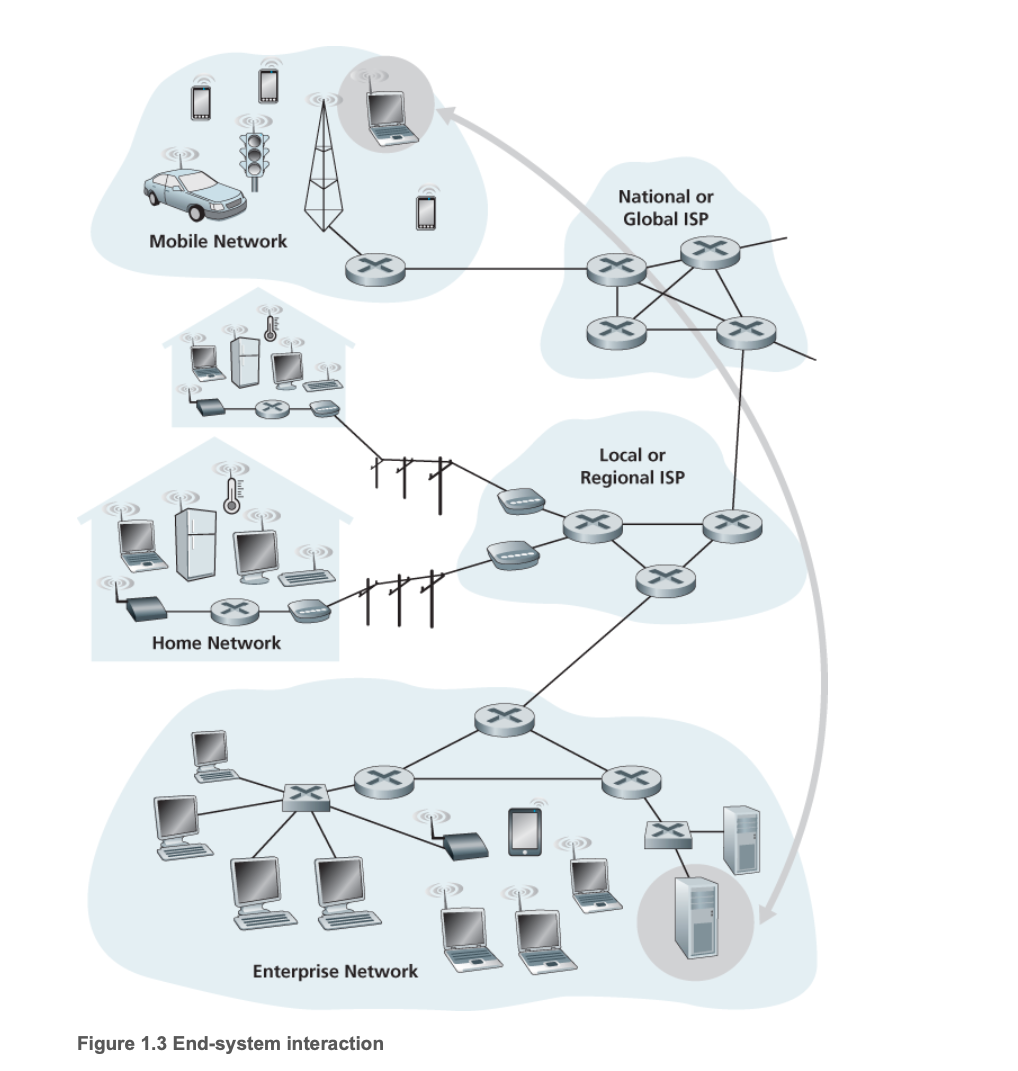 National or
Global ISP
Mobile Network
Local or
Regional ISP
Home Network
Enterprise Network
Figure 1.3 End-system interaction